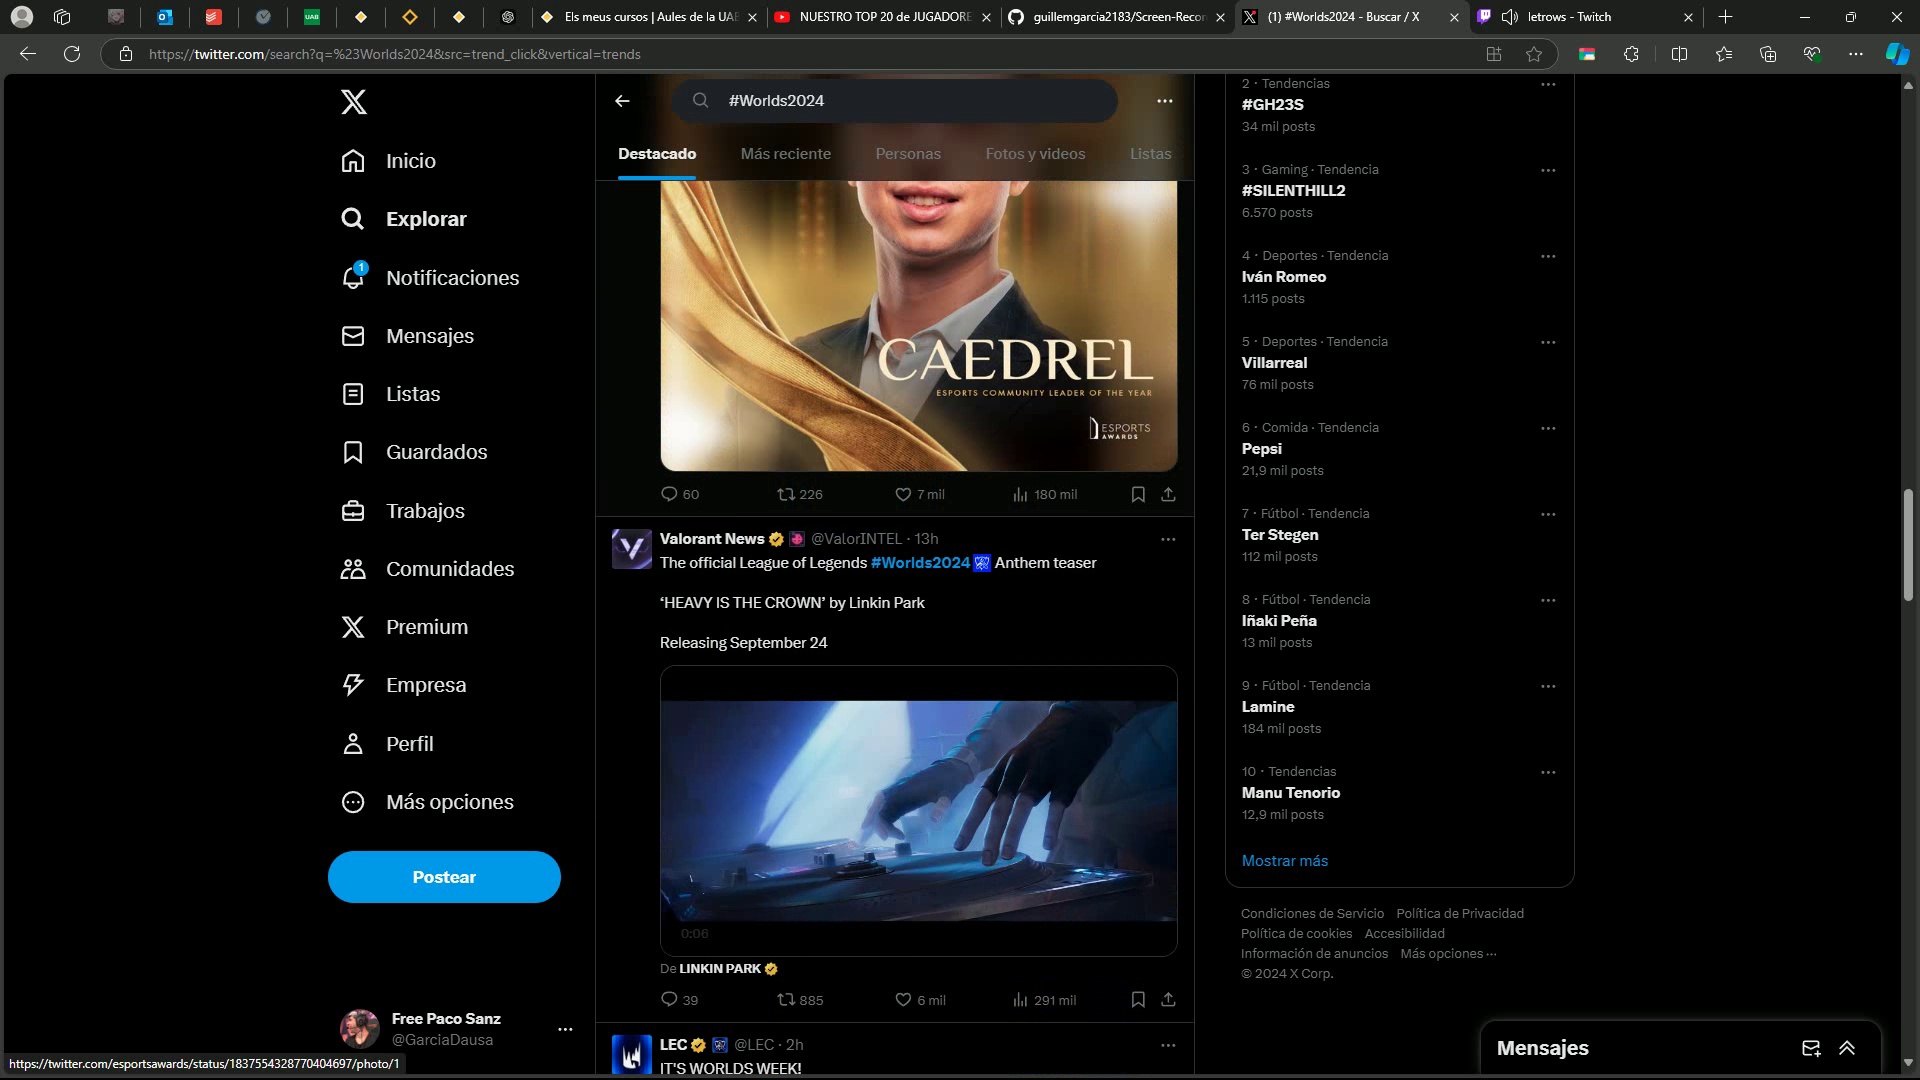 Els meus cursos | Aules de la UAB
NUESTRO TOP 20 de JUGADORE
guillemgarcia2183/Screen-Recor
(1) #Worlds2024 - Buscar / X
letrows - Twitch
https://twitter.com/search?q=%23Worlds2024&src=trend_click&vertical=trends
Inicio
Explorar
1
Notificaciones
Mensajes
Listas
Guardados
Trabajos
Comunidades
Premium
Empresa
Perfil
Más opciones
Postear
Free Paco Sanz
@GarciaDausa
https://twitter.com/esportsawards/status/1837554328770404697/photo/1
#Worlds2024
Destacado
Más reciente
Personas
Fotos y videos
Listas
CAEDREL
ESPORTS COMMUNITY LEADER OF THE YEAR
ESPORTS
AWARDS
60 226 7 mil 180 mil
Valorant News @ValorINTEL · 13h
The official League of Legends #Worlds2024 Anthem teaser
‘HEAVY IS THE CROWN’ by Linkin Park
Releasing September 24
0:06
De LINKIN PARK
39 885 6 mil 291 mil
LEC @LEC · 2h
IT'S WORLDS WEEK!
2 · Tendencias
#GH23S
34 mil posts
3 · Gaming · Tendencia
#SILENTHILL2
6.570 posts
4 · Deportes · Tendencia
Iván Romeo
1.115 posts
5 · Deportes · Tendencia
Villarreal
76 mil posts
6 · Comida · Tendencia
Pepsi
21,9 mil posts
7 · Fútbol · Tendencia
Ter Stegen
112 mil posts
8 · Fútbol · Tendencia
Iñaki Peña
13 mil posts
9 · Fútbol · Tendencia
Lamine
184 mil posts
10 · Tendencias
Manu Tenorio
12,9 mil posts
Mostrar más
Condiciones de Servicio Política de Privacidad
Política de cookies Accesibilidad
Información de anuncios Más opciones ···
© 2024 X Corp.
Mensajes